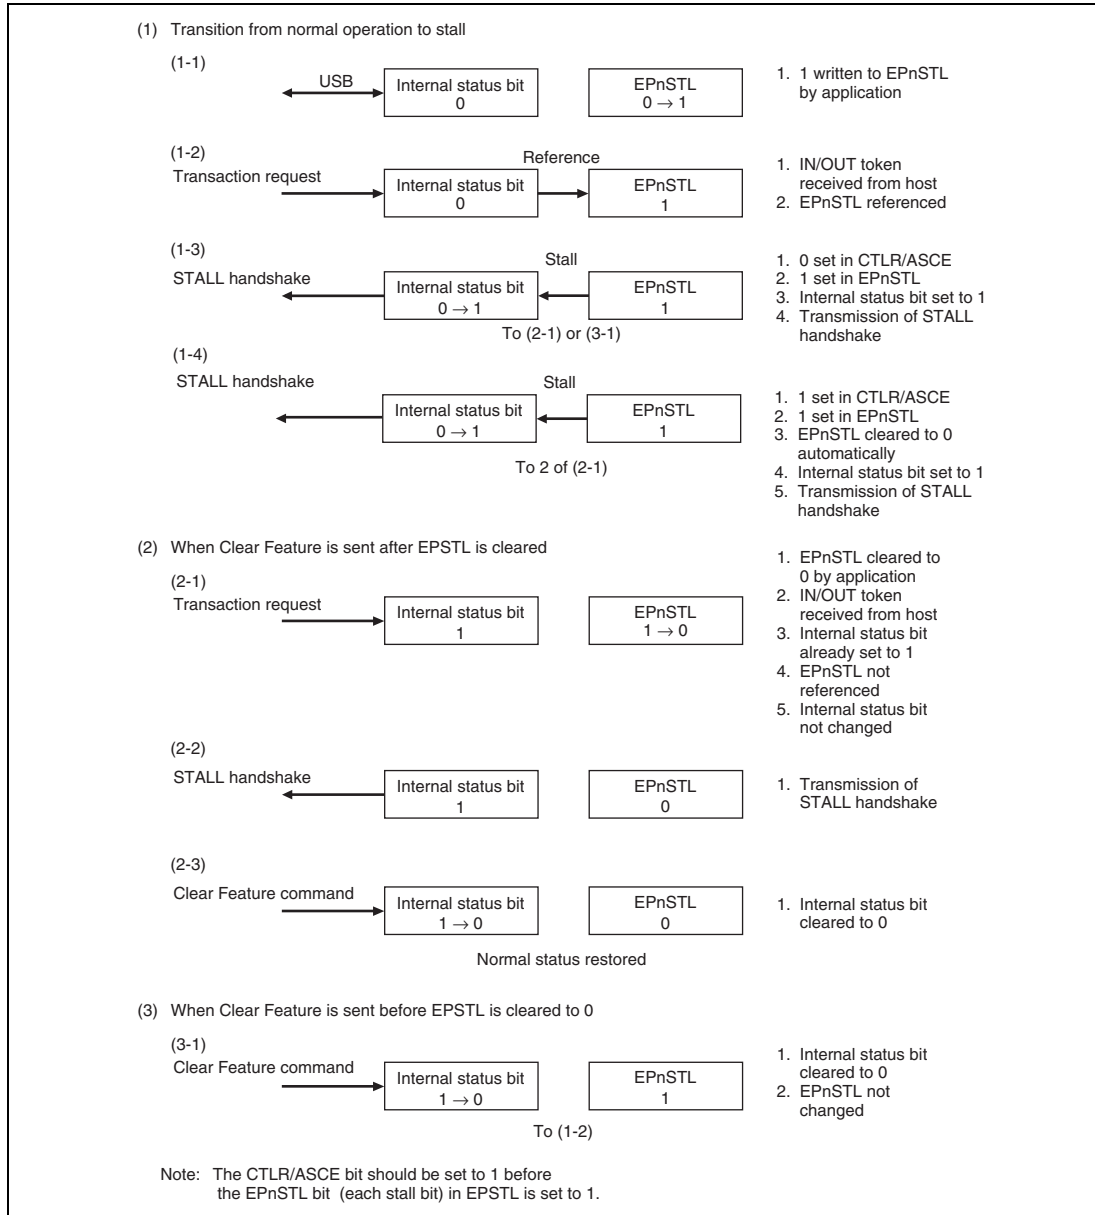 (1) Transition from normal operation to stall
(1-1)
USB
Internal status bit
0
EPnSTL
0 → 1
1. 1 written to EPnSTL
by application
(1-2)
Transaction request
Reference
Internal status bit
0
EPnSTL
1
1. IN/OUT token
received from host
2. EPnSTL referenced
(1-3)
STALL handshake
Stall
Internal status bit
0 → 1
EPnSTL
1
1. 0 set in CTLR/ASCE
2. 1 set in EPnSTL
3. Internal status bit set to 1
4. Transmission of STALL
handshake
To (2-1) or (3-1)
(1-4)
STALL handshake
Stall
Internal status bit
0 → 1
EPnSTL
1
1. 1 set in CTLR/ASCE
2. 1 set in EPnSTL
3. EPnSTL cleared to 0
automatically
4. Internal status bit set to 1
5. Transmission of STALL
handshake
To 2 of (2-1)
(2) When Clear Feature is sent after EPSTL is cleared
(2-1)
Transaction request
Internal status bit
1
EPnSTL
1 → 0
1. EPnSTL cleared to
0 by application
2. IN/OUT token
received from host
3. Internal status bit
already set to 1
4. EPnSTL not
referenced
5. Internal status bit
not changed
(2-2)
STALL handshake
Internal status bit
1
EPnSTL
0
1. Transmission of
STALL handshake
(2-3)
Clear Feature command
Internal status bit
1 → 0
EPnSTL
0
1. Internal status bit
cleared to 0
Normal status restored
(3) When Clear Feature is sent before EPSTL is cleared to 0
(3-1)
Clear Feature command
Internal status bit
1 → 0
EPnSTL
1
1. Internal status bit
cleared to 0
2. EPnSTL not
changed
To (1-2)
Note: The CTLR/ASCE bit should be set to 1 before
the EPnSTL bit (each stall bit) in EPSTL is set to 1.